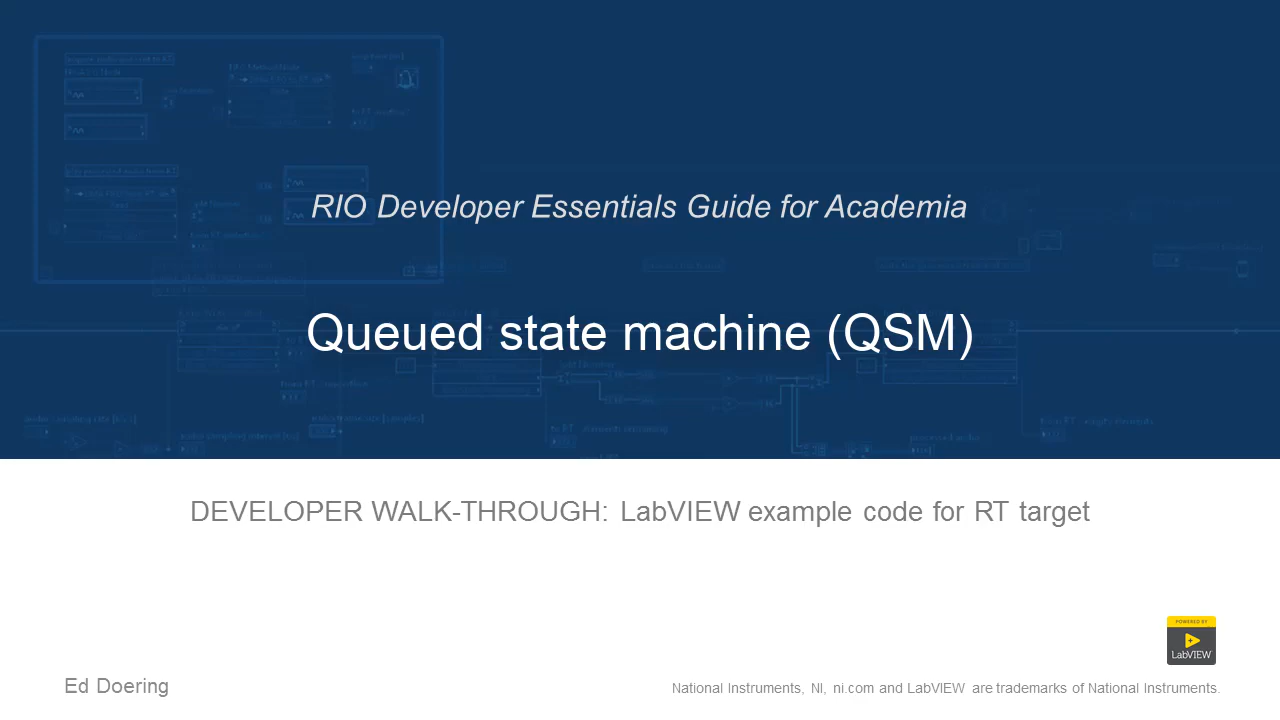 RIO Developer Essentials Guide for Academia
Queued state machine (QSM)
DEVELOPER WALK-THROUGH: LabVIEW example code for RT target
POWERED BY
LabVIEW
Ed Doering
National Instruments, NI, ni.com and LabVIEW are trademarks of National Instruments.